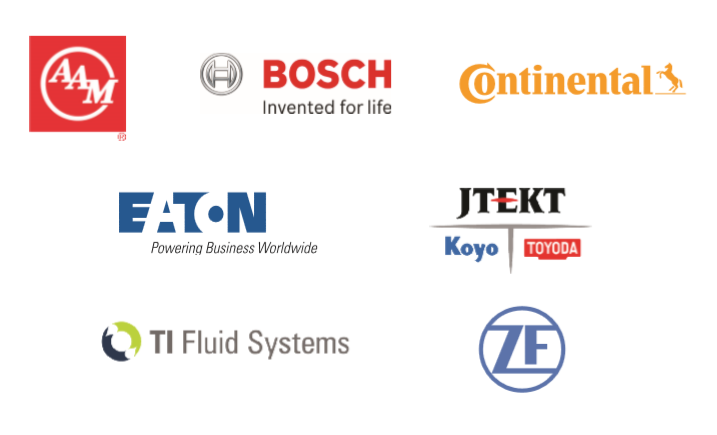 AAM
®
BOSCH
Invented for life
Continental
EATON
Powering Business Worldwide
JTEKT
Koyo TOYODA
TI Fluid Systems
ZF